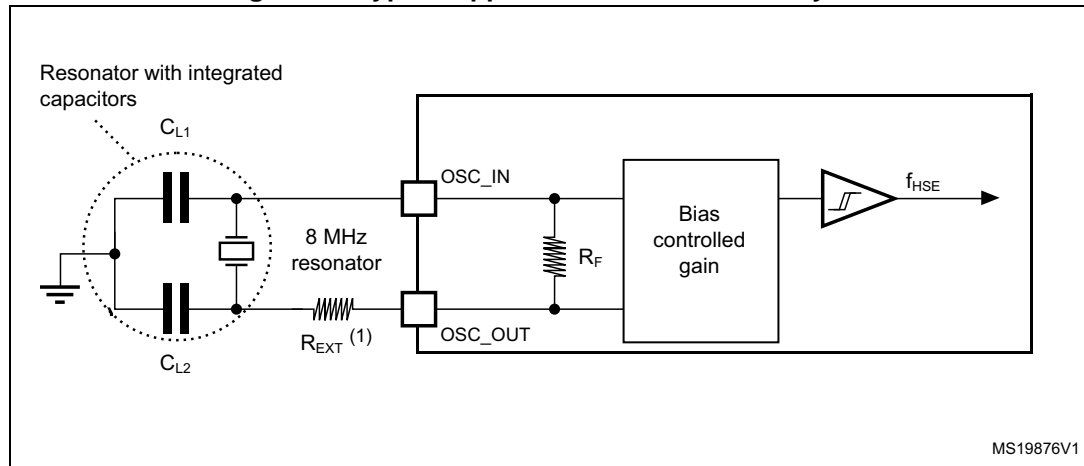 Resonator with integrated
capacitors
CL1
OSC_IN
fHSE
8 MHz
resonator
RF
Bias
controlled
gain
REXT (1)
OSC_OUT
CL2
MS19876V1